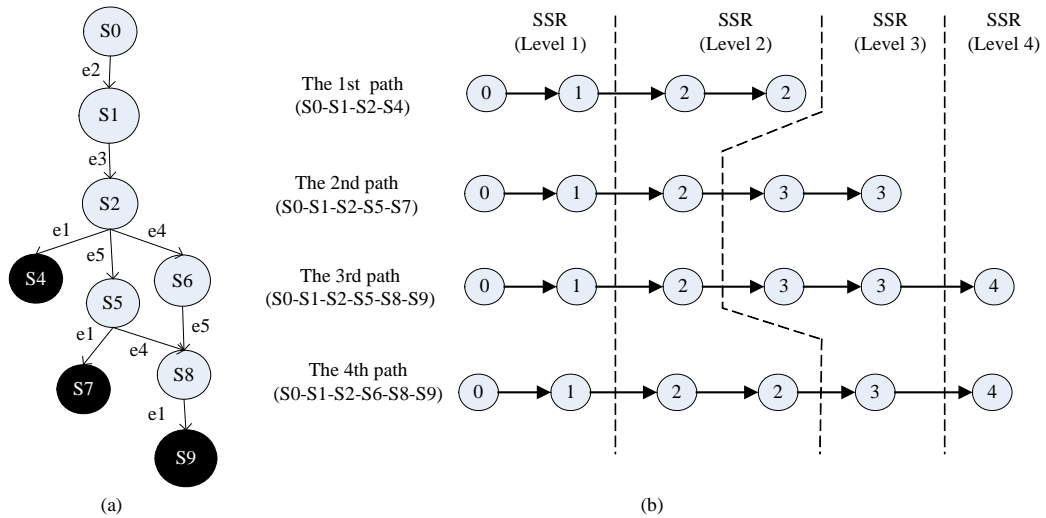 S0
e2
S1
e3
S2
e1
e5
e4
S4
S5
S6
e1
e4
e5
S7
S8
e1
S9
(a)
SSR
(Level 1)
SSR
(Level 2)
SSR
(Level 3)
SSR
(Level 4)
The 1st path
(S0-S1-S2-S4)
0 1 2 2
The 2nd path
(S0-S1-S2-S5-S7)
0 1 2 3 3
The 3rd path
(S0-S1-S2-S5-S8-S9)
0 1 2 3 3 4
The 4th path
(S0-S1-S2-S6-S8-S9)
0 1 2 2 3 4
(b)